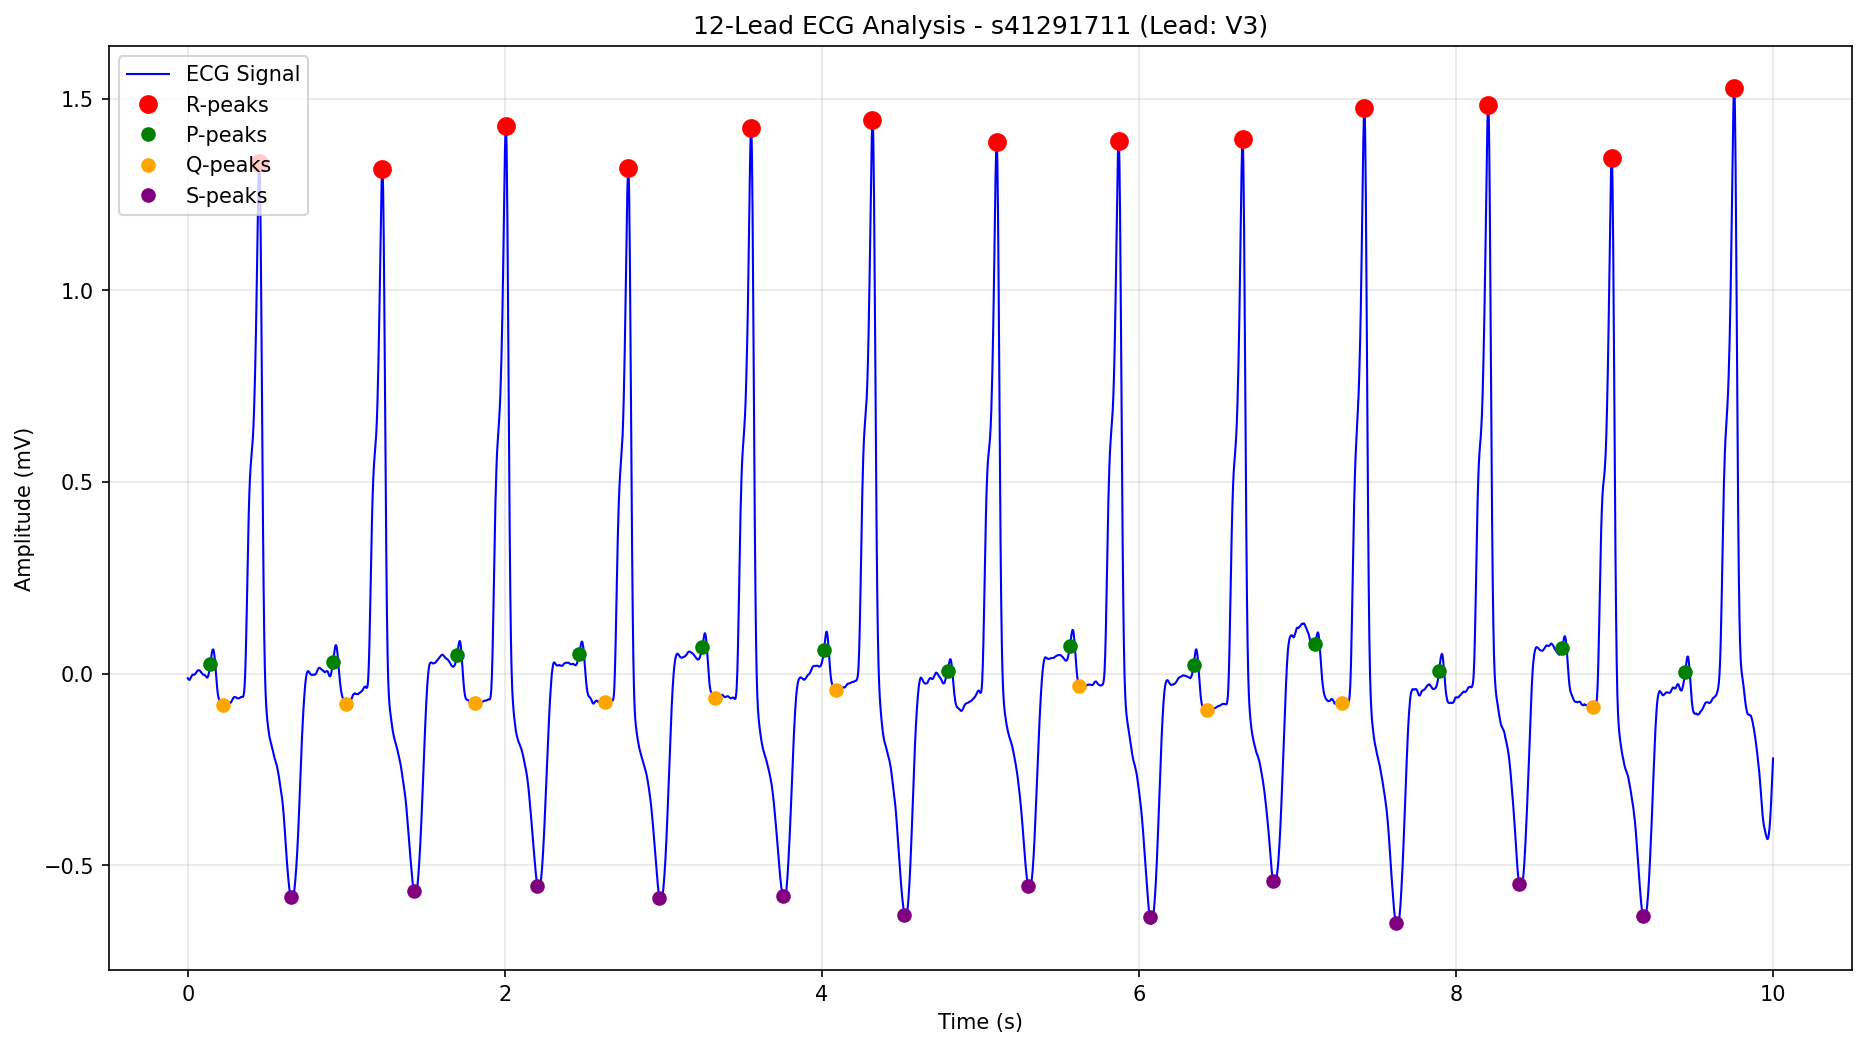 12-Lead ECG Analysis - s41291711 (Lead: V3)
ECG Signal
R-peaks
P-peaks
Q-peaks
S-peaks
Amplitude (mV)
1.5
1.0
0.5
0.0
−0.5
0 2 4 6 8 10
Time (s)